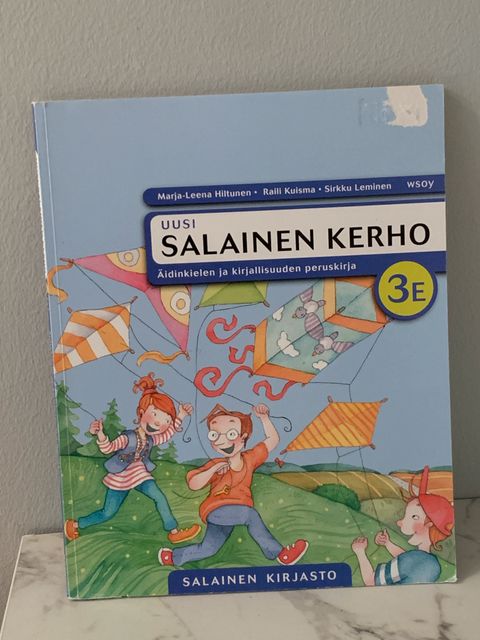 Marja-Leena Hiltunen • Raili Kuisma • Sirkku Leminen wsoy
UUSI
SALAINEN KERHO
Äidinkielen ja kirjallisuuden peruskirja
3E
SALAINEN KIRJASTO